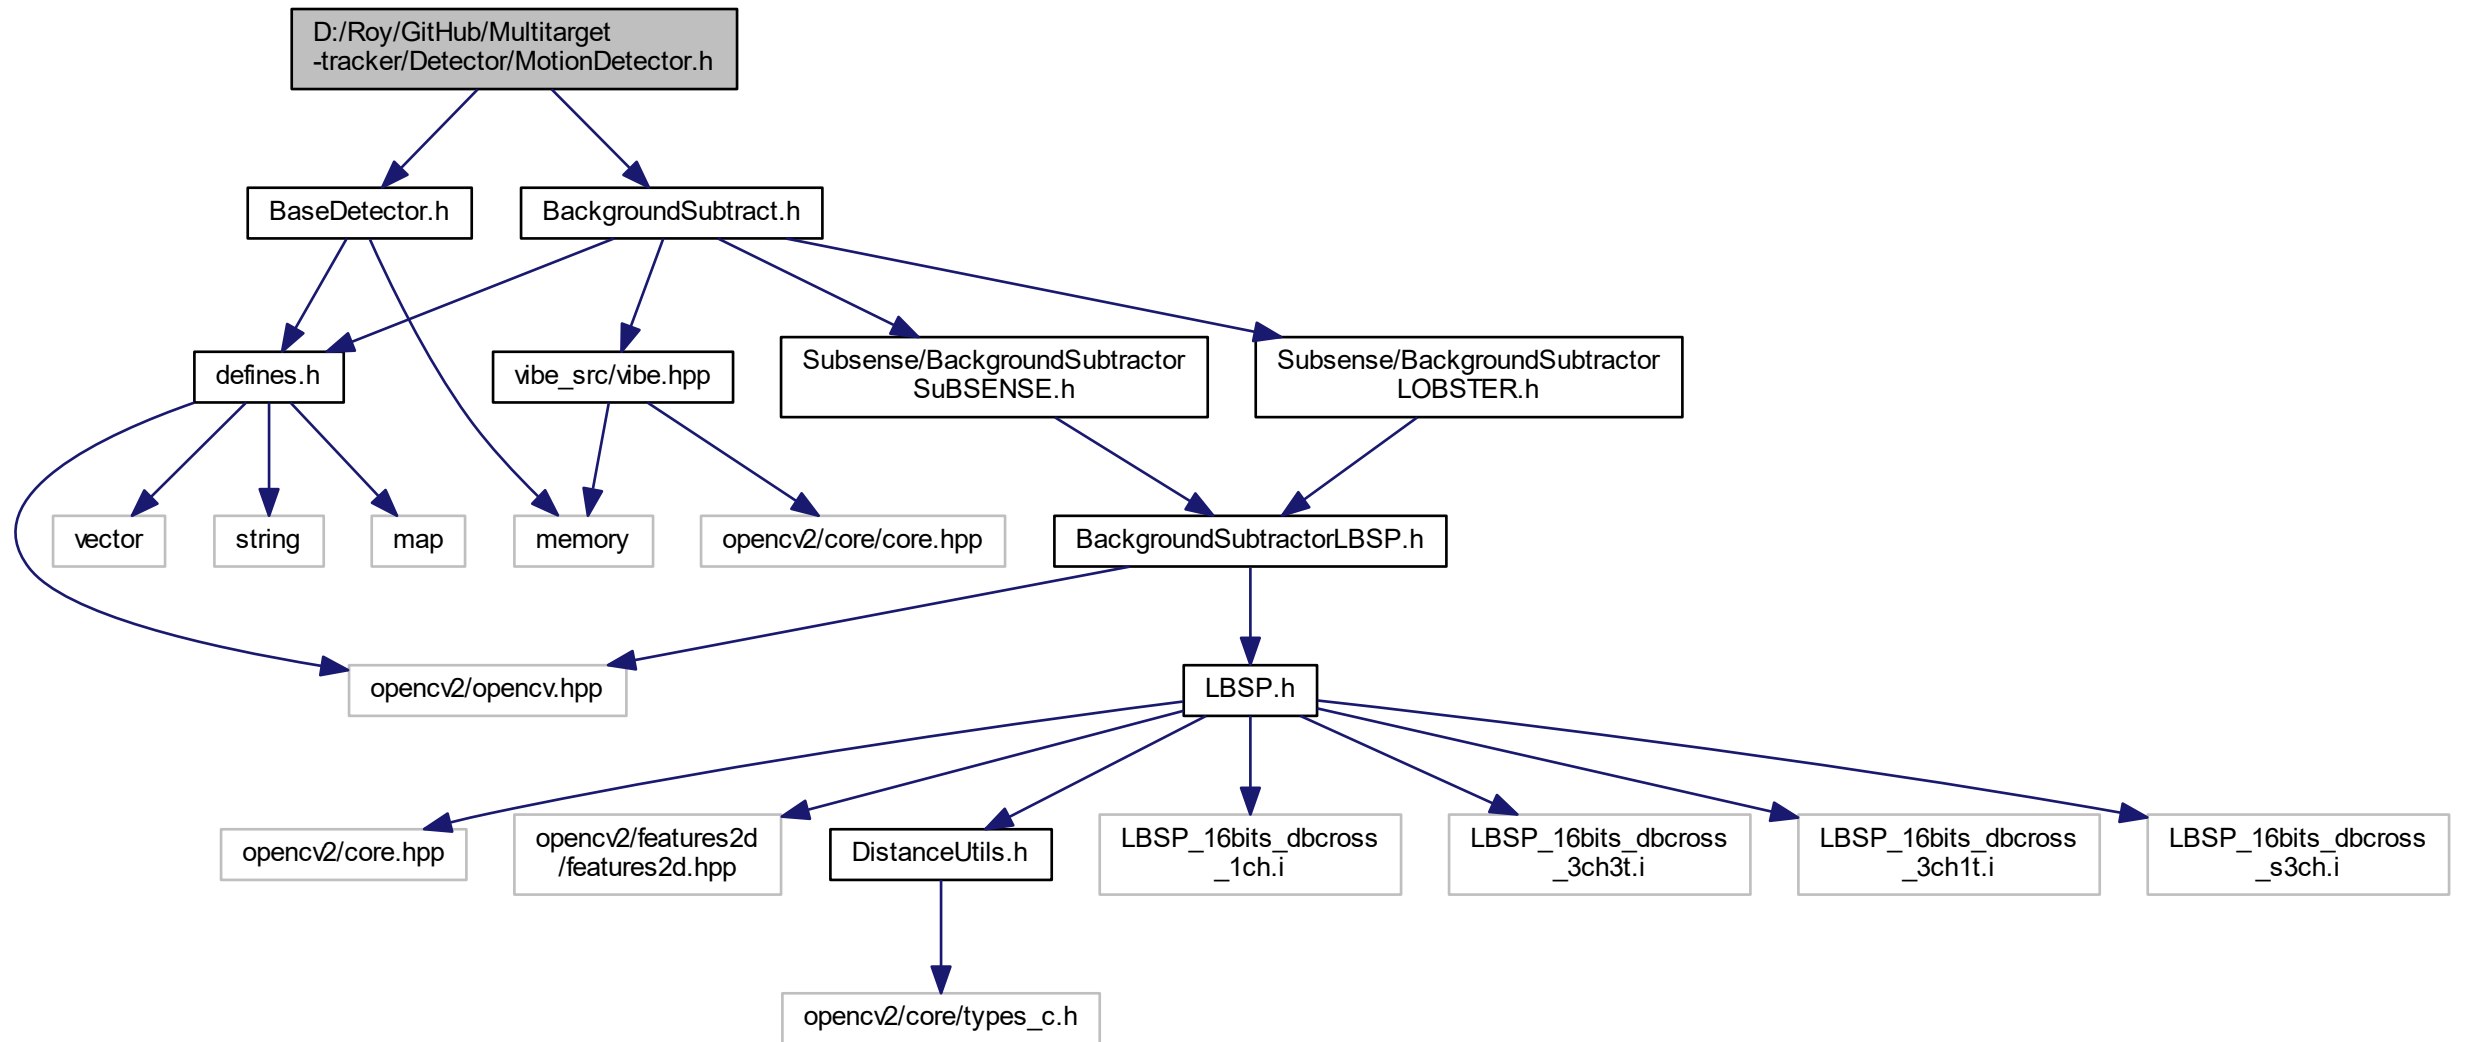 D:/Roy/GitHub/Multitarget
-tracker/Detector/MotionDetector.h
BaseDetector.h
BackgroundSubtract.h
defines.h
vibe_src/vibe.hpp
Subsense/BackgroundSubtractor
SuBSENSE.h
Subsense/BackgroundSubtractor
LOBSTER.h
vector
string
map
memory
opencv2/core/core.hpp
BackgroundSubtractorLBSP.h
opencv2/opencv.hpp
LBSP.h
opencv2/core.hpp
opencv2/features2d
/features2d.hpp
DistanceUtils.h
LBSP_16bits_dbcross
_1ch.i
LBSP_16bits_dbcross
_3ch3t.i
LBSP_16bits_dbcross
_3ch1t.i
LBSP_16bits_dbcross
_s3ch.i
opencv2/core/types_c.h